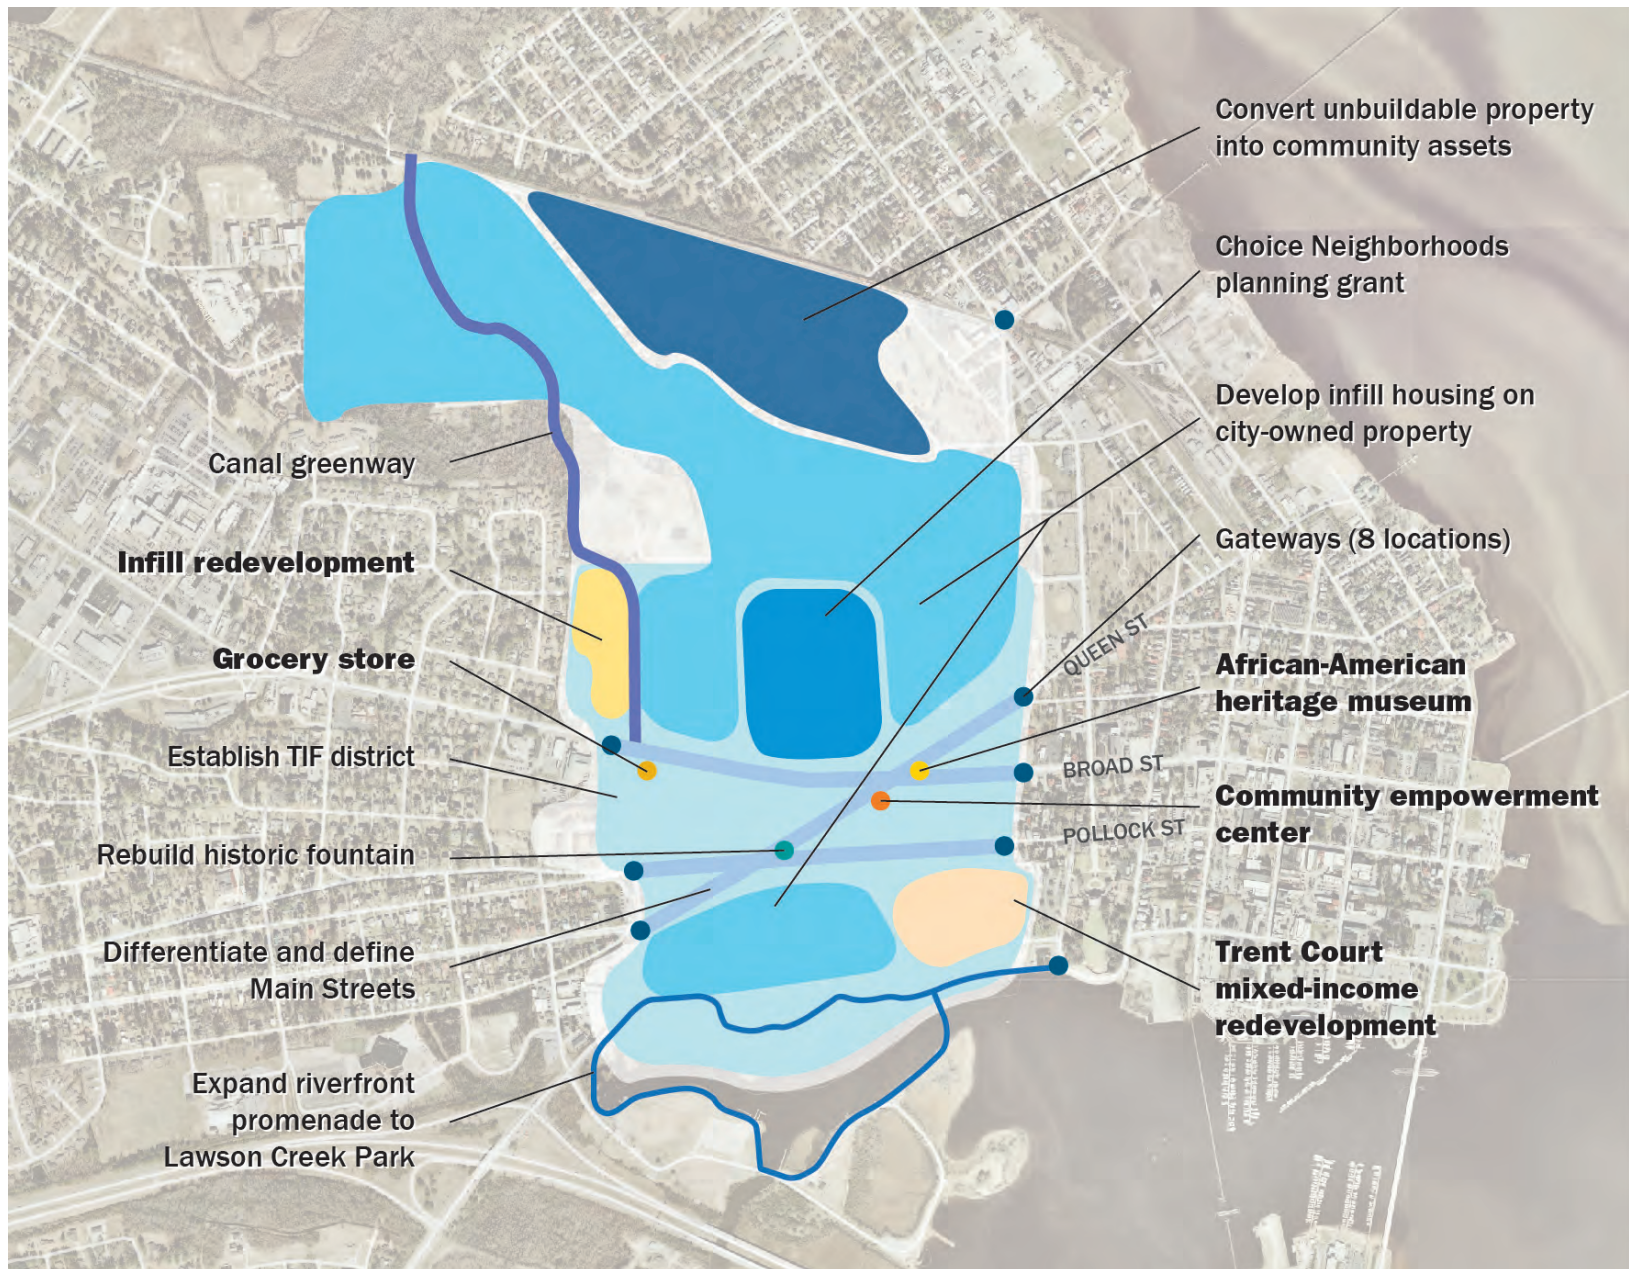 Convert unbuildable property
into community assets
Choice Neighborhoods
planning grant
Develop infill housing on
city-owned property
Gateways (8 locations)
QUEEN ST
African-American
heritage museum
BROAD ST
Community empowerment
center
POLLOCK ST
Trent Court
mixed-income
redevelopment
Canal greenway
Infill redevelopment
Grocery store
Establish TIF district
Rebuild historic fountain
Differentiate and define
Main Streets
Expand riverfront
promenade to
Lawson Creek Park